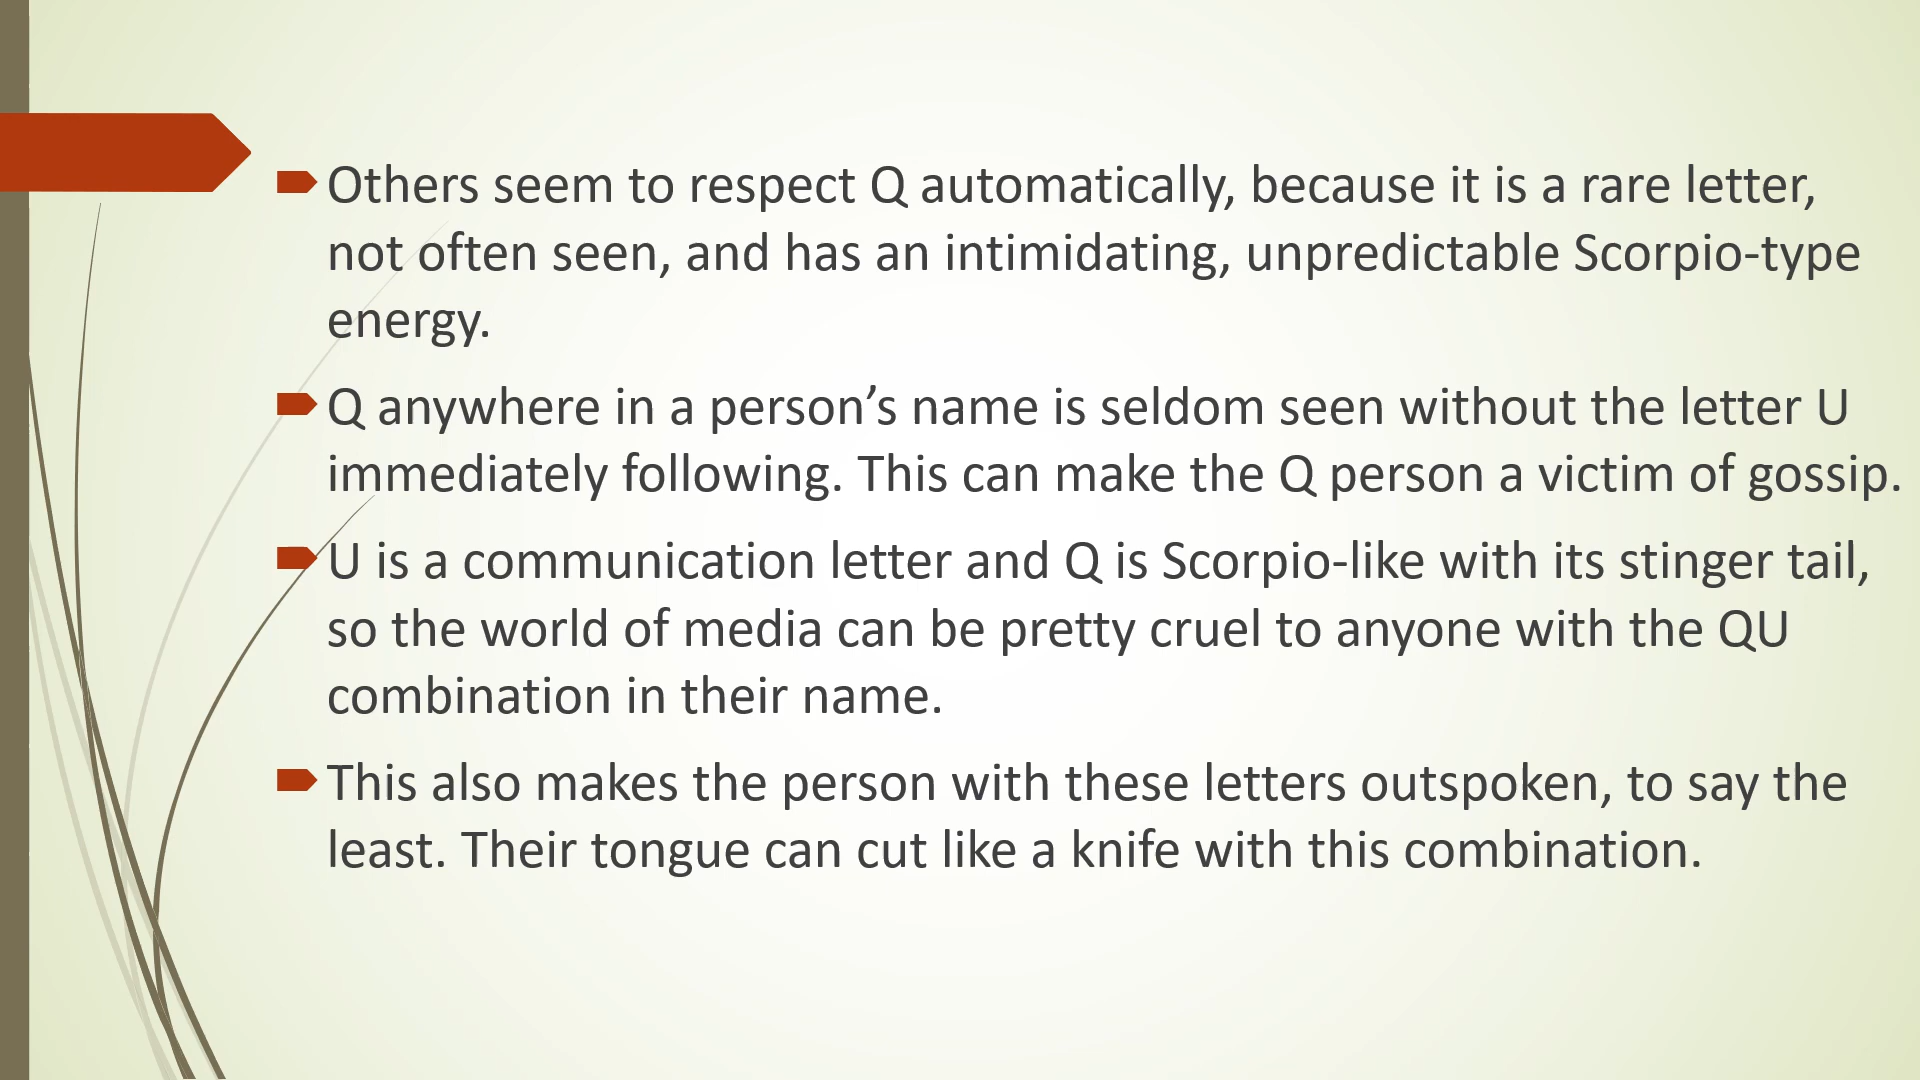 Others seem to respect Q automatically, because it is a rare letter,
not often seen, and has an intimidating, unpredictable Scorpio-type
energy.
Q anywhere in a person’s name is seldom seen without the letter U
immediately following. This can make the Q person a victim of gossip.
U is a communication letter and Q is Scorpio-like with its stinger tail,
so the world of media can be pretty cruel to anyone with the QU
combination in their name.
This also makes the person with these letters outspoken, to say the
least. Their tongue can cut like a knife with this combination.